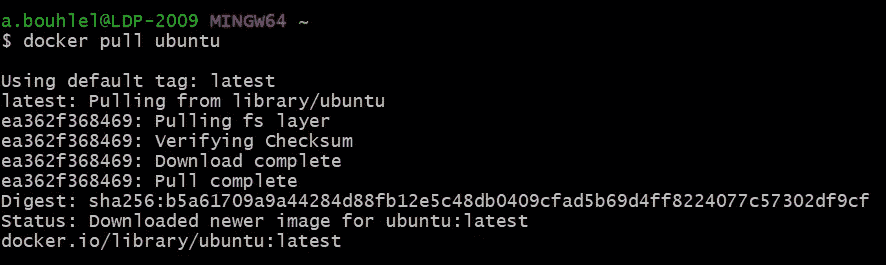 a.bouhlel@LDP-2009 MINGW64 ~
$ docker pull ubuntu
Using default tag: latest
latest: Pulling from library/ubuntu
ea362f368469: Pulling fs layer
ea362f368469: Verifying Checksum
ea362f368469: Download complete
ea362f368469: Pull complete
Digest: sha256:b5a61709a9a44284d88fb12e5c48db0409cfad5b69d4ff8224077c57302df9cf
Status: Downloaded newer image for ubuntu:latest
docker.io/library/ubuntu:latest